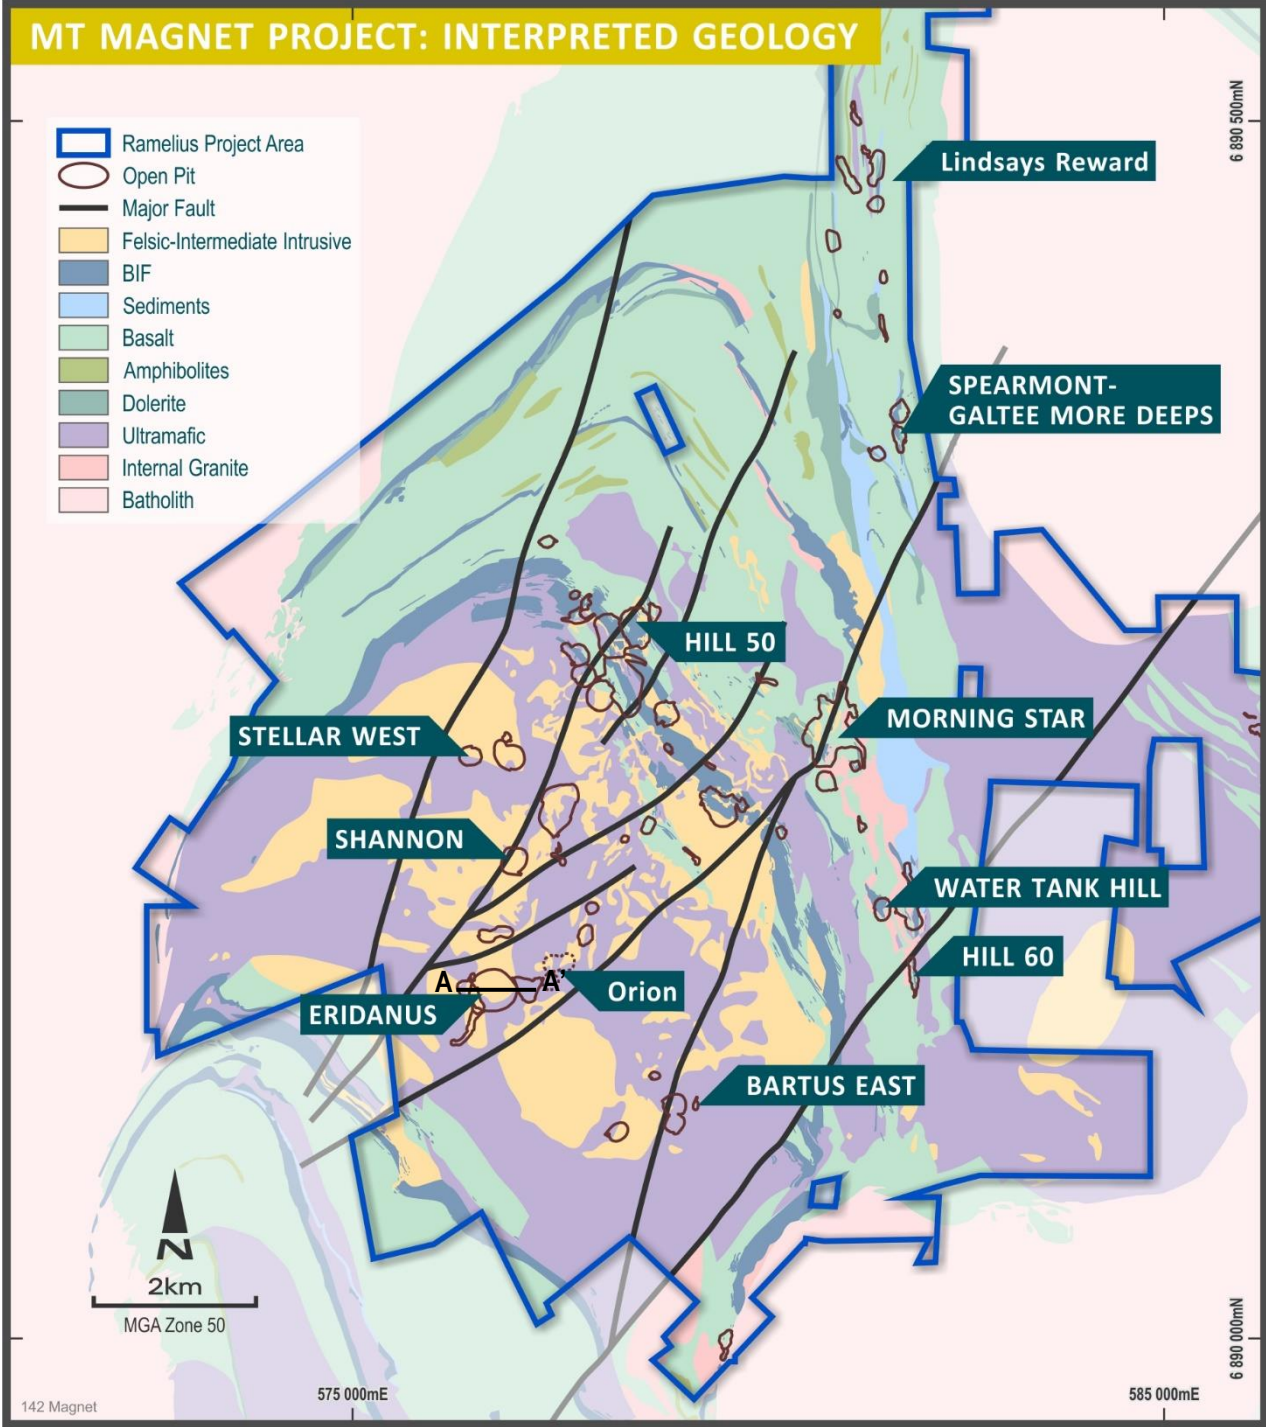 MT MAGNET PROJECT: INTERPRETED GEOLOGY
6 890 500mN
Ramelius Project Area
Open Pit
Major Fault
Felsic-Intermediate Intrusive
BIF
Sediments
Basalt
Amphibolites
Dolerite
Ultramafic
Internal Granite
Batholith
Lindsays Reward
SPEARMONT-
GALTEE MORE DEEPS
HILL 50
STELLAR WEST
MORNING STAR
SHANNON
WATER TANK HILL
HILL 60
A
A'
Orion
ERIDANUS
BARTUS EAST
N
2km
MGA Zone 50
6 890 000mN
575 000mE
585 000mE
142 Magnet